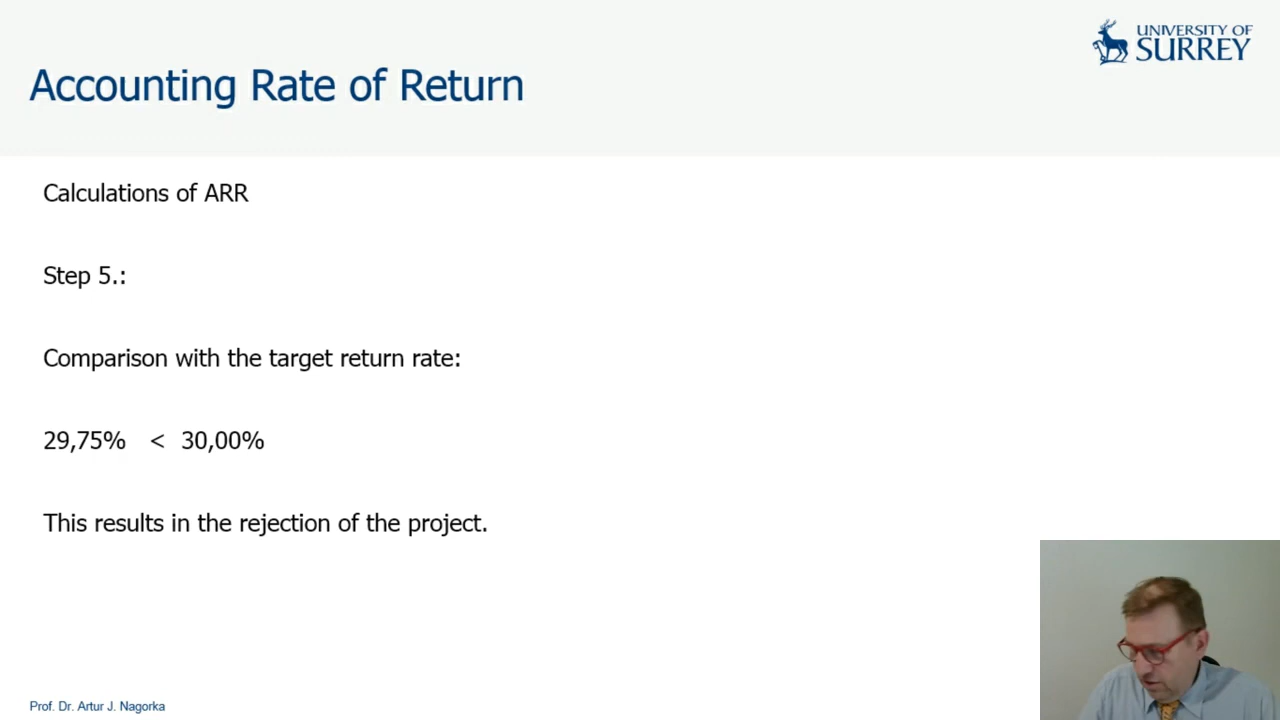 UNIVERSITY OF
SURREY
Accounting Rate of Return
Calculations of ARR
Step 5.:
Comparison with the target return rate:
29,75% < 30,00%
This results in the rejection of the project.
Prof. Dr. Artur J. Nagorka